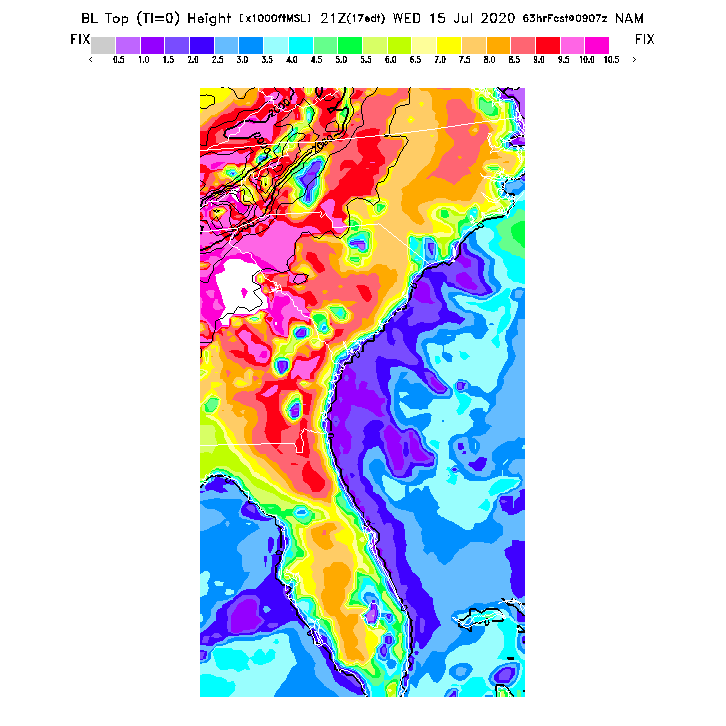 BL Top (TI=0) Height [x1000ftMSL] 21Z(17edt) WED 15 Jul 2020 63hrFcst@0907z NAM
FIX FIX
< 0.5 1.0 1.5 2.0 2.5 3.0 3.5 4.0 4.5 5.0 5.5 6.0 6.5 7.0 7.5 8.0 8.5 9.0 9.5 10.0 10.5 >